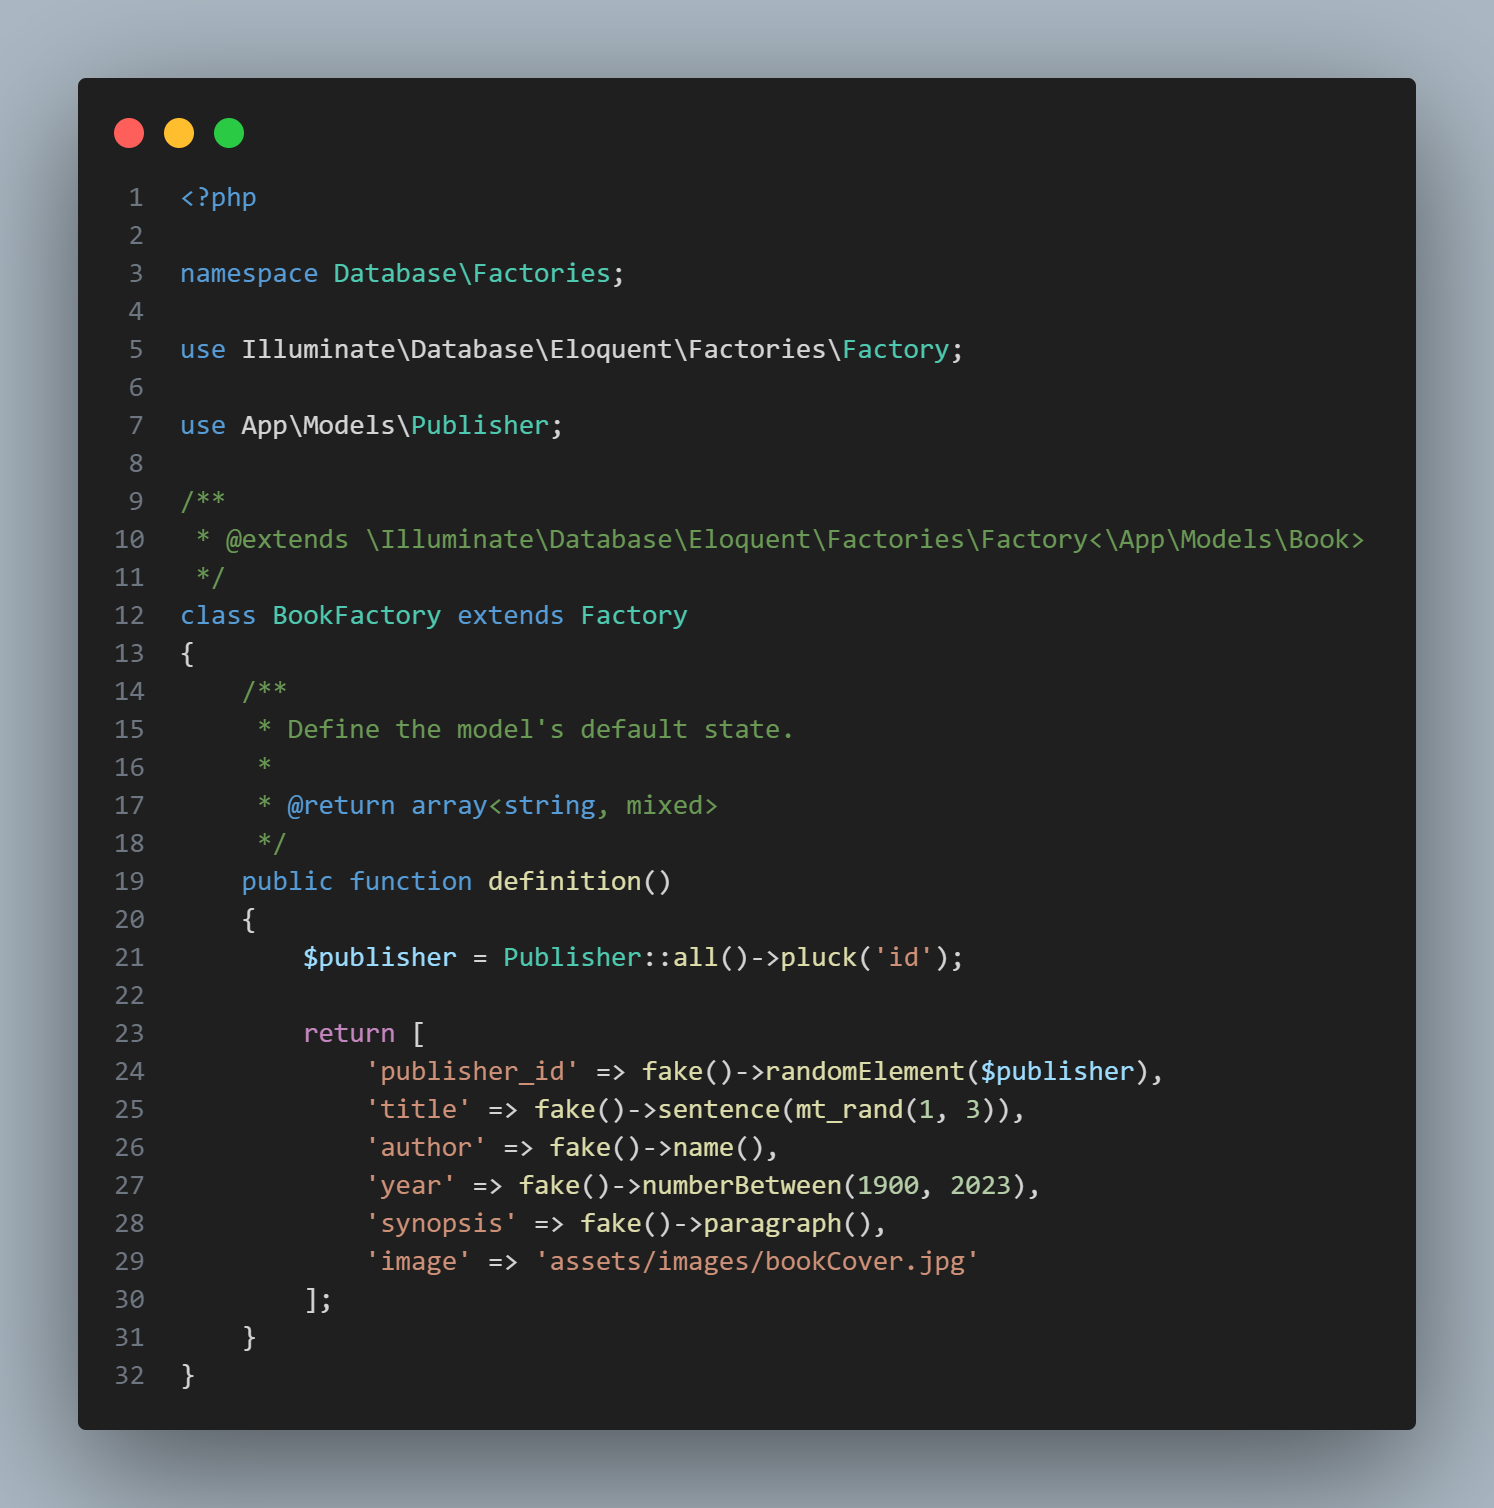 1 <?php
2
3 namespace Database\Factories;
4
5 use Illuminate\Database\Eloquent\Factories\Factory;
6
7 use App\Models\Publisher;
8
9 /**
10  * @extends \Illuminate\Database\Eloquent\Factories\Factory<\App\Models\Book>
11  */
12 class BookFactory extends Factory
13 {
14     /**
15      * Define the model's default state.
16      *
17      * @return array<string, mixed>
18      */
19     public function definition()
20     {
21         $publisher = Publisher::all()->pluck('id');
22
23         return [
24             'publisher_id' => fake()->randomElement($publisher),
25             'title' => fake()->sentence(mt_rand(1, 3)),
26             'author' => fake()->name(),
27             'year' => fake()->numberBetween(1900, 2023),
28             'synopsis' => fake()->paragraph(),
29             'image' => 'assets/images/bookCover.jpg'
30         ];
31     }
32 }